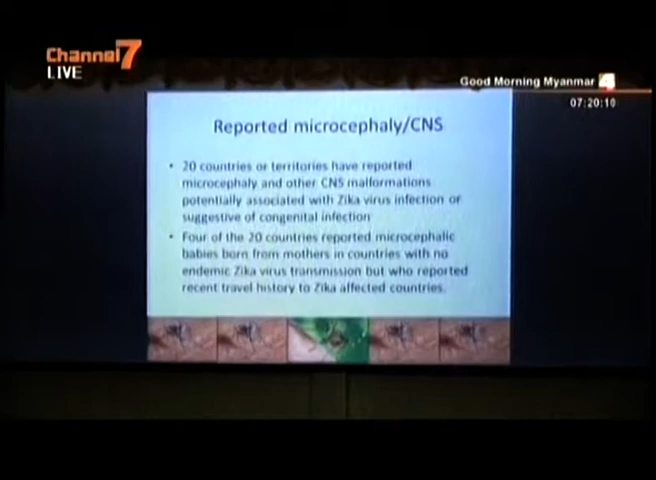 Channel 7
LIVE
Good Morning Myanmar 4
07:20:10
Reported microcephaly/CNS
• 20 countries or territories have reported
microcephaly and other CNS malformations
potentially associated with Zika virus infection or
suggestive of congenital infection
• Four of the 20 countries reported microcephalic
babies born from mothers in countries with no
endemic Zika virus transmission but who reported
recent travel history to Zika affected countries.